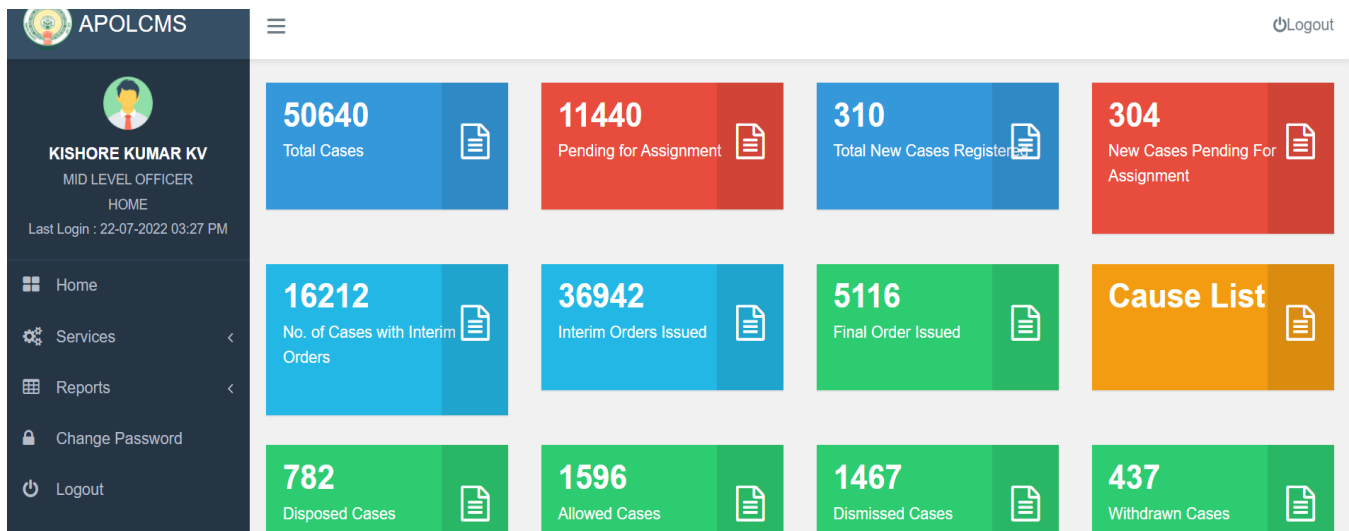 APOLCMS
Logout
KISHORE KUMAR KV
MID LEVEL OFFICER
HOME
Last Login : 22-07-2022 03:27 PM
Home
Services
Reports
Change Password
Logout
50640
Total Cases
11440
Pending for Assignment
310
Total New Cases Registered
304
New Cases Pending For
Assignment
16212
No. of Cases with Interim
Orders
36942
Interim Orders Issued
5116
Final Order Issued
Cause List
782
Disposed Cases
1596
Allowed Cases
1467
Dismissed Cases
437
Withdrawn Cases